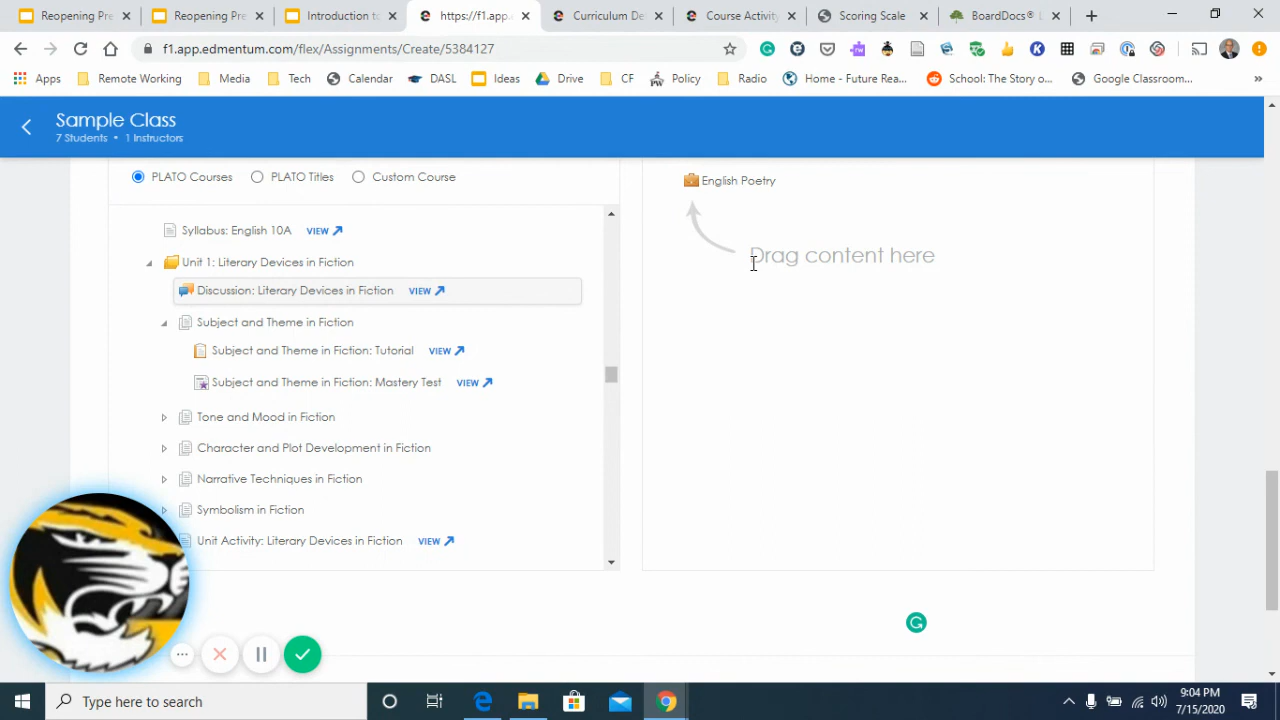 Reopening Pre
Reopening Pre
Introduction to
https://f1.app.
Curriculum De
Course Activity
Scoring Scale
BoardDocs® L
f1.app.edmentum.com/flex/Assignments/Create/5384127
Apps
Remote Working
Media
Tech
Calendar
DASL
Ideas
Drive
CF
Policy
Radio
Home - Future Rea...
School: The Story o...
Google Classroom...
»
Sample Class
7 Students • 1 Instructors
PLATO Courses
PLATO Titles
Custom Course
English Poetry
Drag content here
Syllabus: English 10A VIEW
Unit 1: Literary Devices in Fiction
Discussion: Literary Devices in Fiction VIEW
Subject and Theme in Fiction
Subject and Theme in Fiction: Tutorial VIEW
Subject and Theme in Fiction: Mastery Test VIEW
Tone and Mood in Fiction
Character and Plot Development in Fiction
Narrative Techniques in Fiction
Symbolism in Fiction
Unit Activity: Literary Devices in Fiction VIEW
Type here to search
9:04 PM
7/15/2020